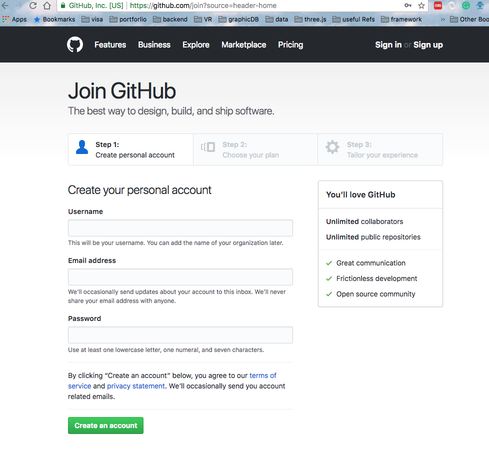 GitHub, Inc. [US] https://github.com/join?source=header-home
Apps Bookmarks visa portforlio backend VR graphicDB data three.js useful Refs framework » Other Boo
Features Business Explore Marketplace Pricing Sign in or Sign up
Join GitHub
The best way to design, build, and ship software.
Step 1: Step 2: Step 3:
Create personal account Choose your plan Tailor your experience
Create your personal account
Username
This will be your username. You can add the name of your organization later.
Email address
We'll occasionally send updates about your account to this inbox. We'll never
share your email address with anyone.
Password
Use at least one lowercase letter, one numeral, and seven characters.
By clicking "Create an account" below, you agree to our terms of
service and privacy statement. We'll occasionally send you account
related emails.
Create an account
You'll love GitHub
Unlimited collaborators
Unlimited public repositories
Great communication
Frictionless development
Open source community